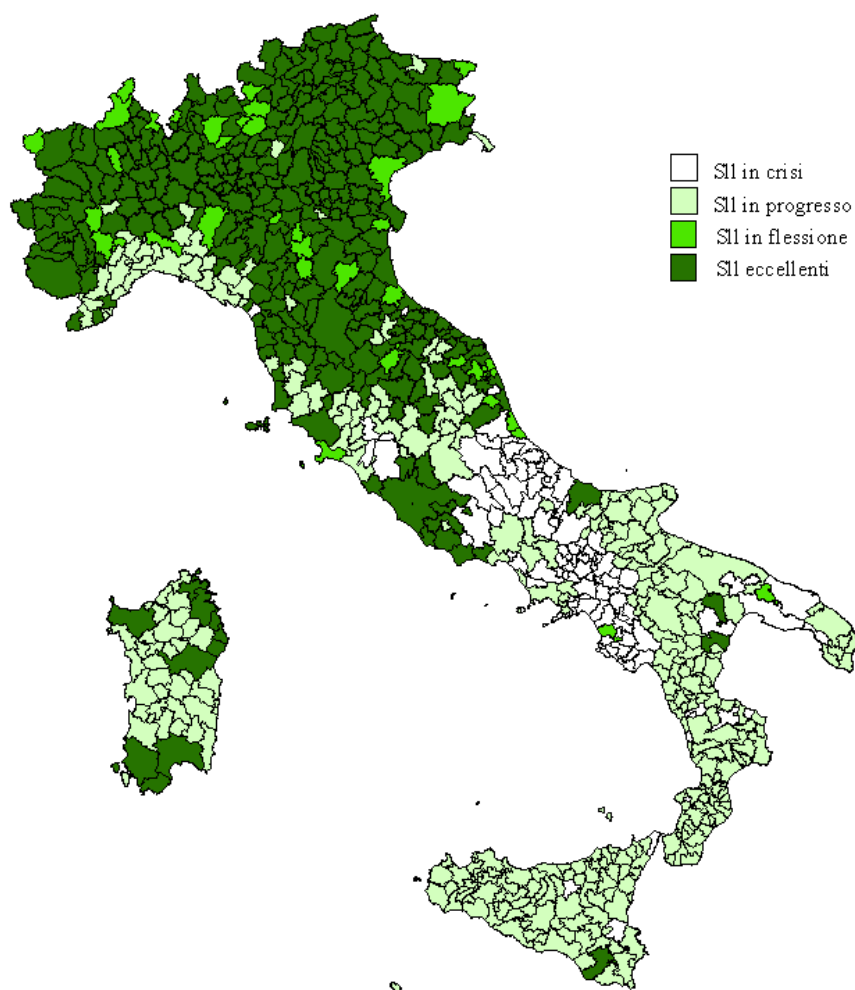 Sll in crisi
Sll in progresso
Sll in flessione
Sll eccellenti